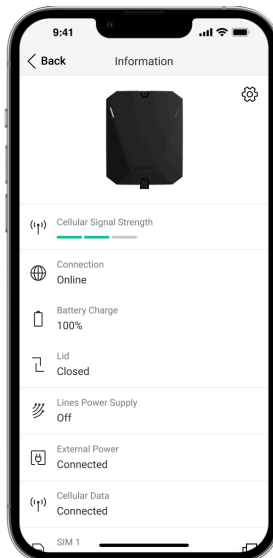 9:41
Back
Information
Cellular Signal Strength
Connection
Online
Battery Charge
100%
Lid
Closed
Lines Power Supply
Off
External Power
Connected
Cellular Data
Connected
SIM 1